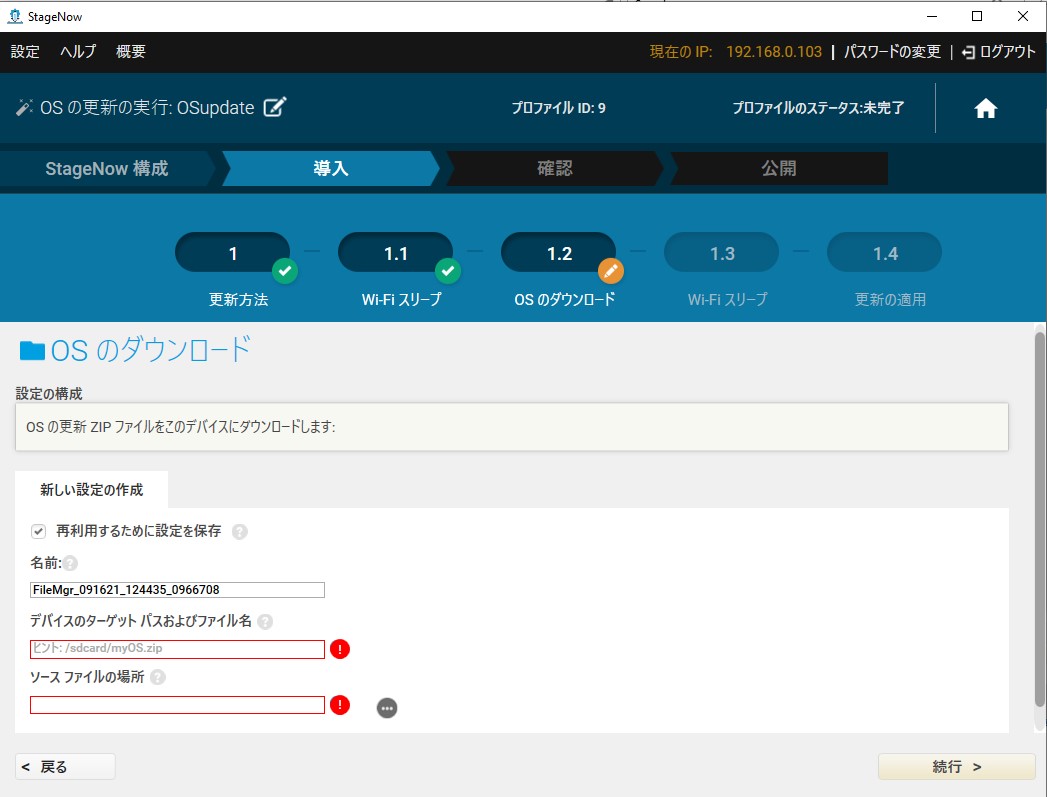 StageNow
設定 ヘルプ 概要 現在の IP: 192.168.0.103 | パスワードの変更 | ログアウト
OS の更新の実行: OSupdate プロファイル ID: 9 プロファイルのステータス:未完了
StageNow 構成 導入 確認 公開
1 1.1 1.2 1.3 1.4
更新方法 Wi-Fi スリープ OS のダウンロード Wi-Fi スリープ 更新の適用
OS のダウンロード
設定の構成
OS の更新 ZIP ファイルをこのデバイスにダウンロードします:
新しい設定の作成
再利用するために設定を保存 ?
名前: ?
FileMgr_091621_124435_0966708
デバイスのターゲット パスおよびファイル名 ?
ヒント: /sdcard/myOS.zip !
ソース ファイルの場所 ?
!
< 戻る 続行 >